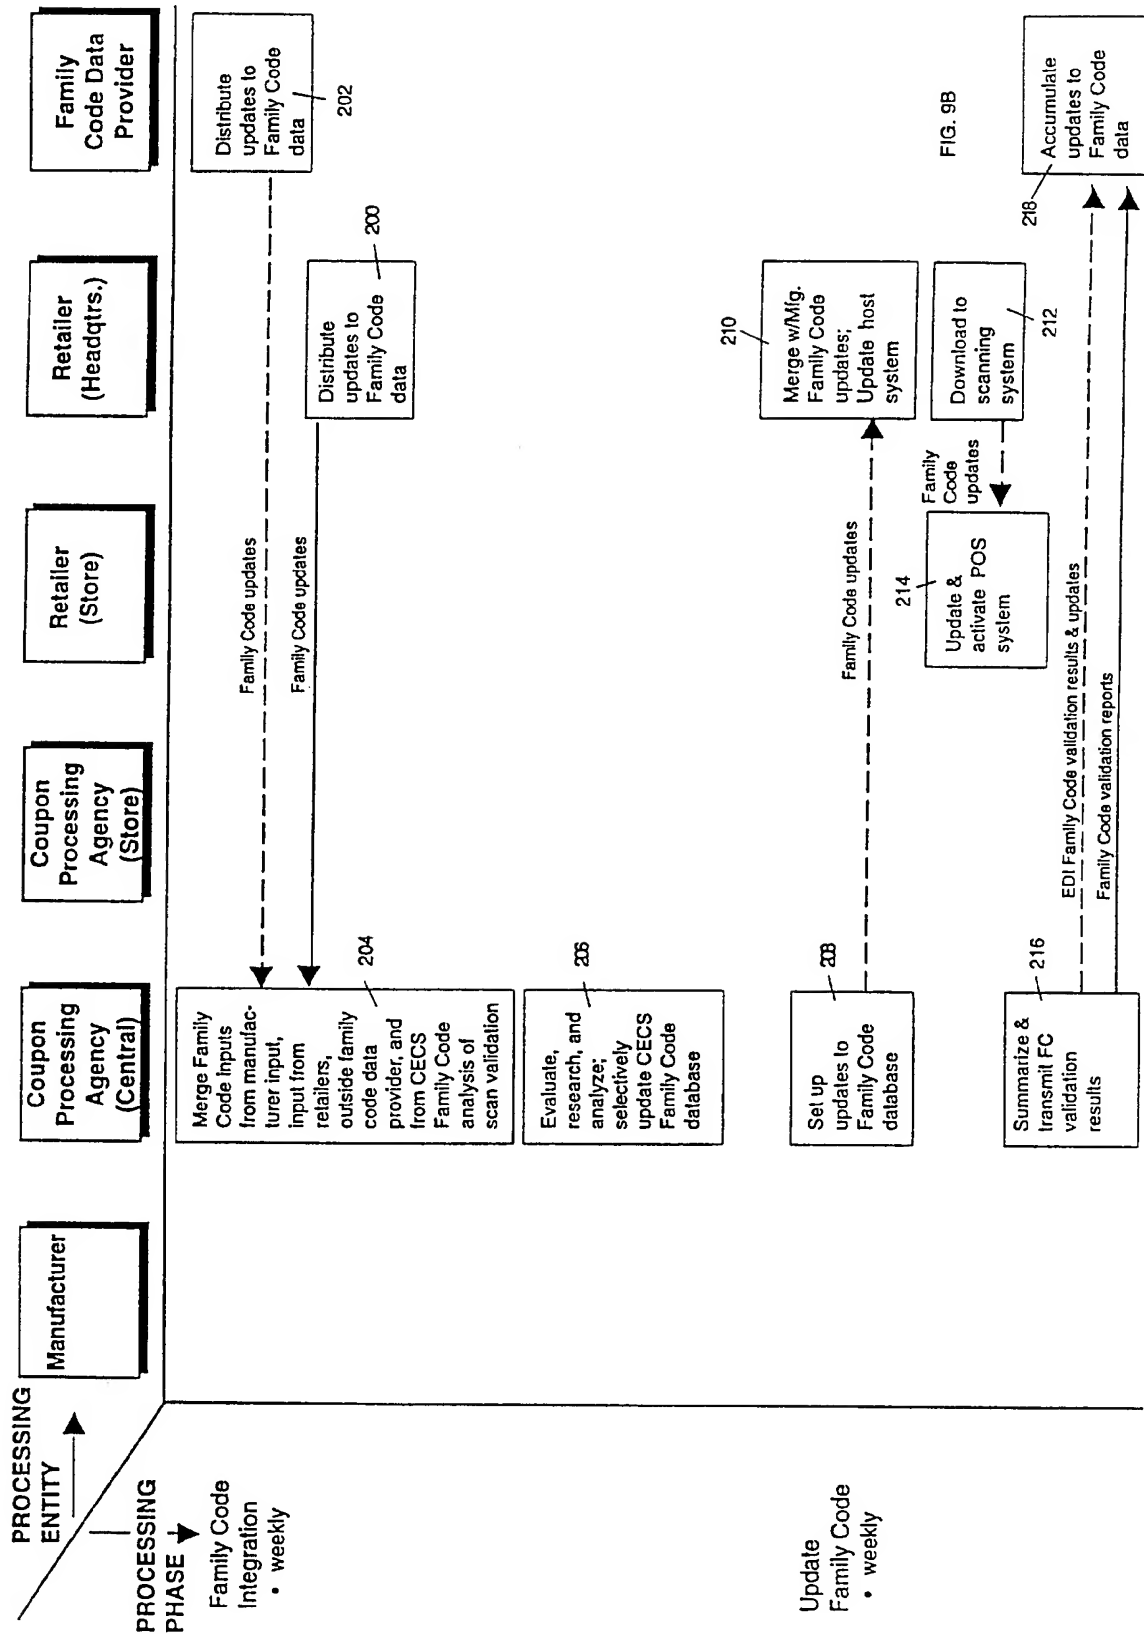 PROCESSING
ENTITY
PROCESSING
PHASE
Manufacturer
Coupon
Processing
Agency
(Central)
Coupon
Processing
Agency
(Store)
Retailer
(Store)
Retailer
(Headqtrs.)
Family
Code Data
Provider
Family Code
Integration
• weekly
Distribute
updates to
Family Code
data
202
Family Code updates
Distribute
updates to
Family Code
data
200
Family Code updates
Merge Family
Code Inputs
from manufac-
turer input,
input from
retailers,
outside family
code data
provider, and
from CECS
Family Code
analysis of
scan validation
204
Evaluate,
research, and
analyze;
selectively
update CECS
Family Code
database
206
Update
Family Code
• weekly
Set up
updates to
Family Code
database
208
Family Code updates
210
Merge w/Mfg.
Family Code
updates;
Update host
system
Download to
scanning
system
212
Family
Code
updates
214
Update &
activate POS
system
FIG. 9B
216
Summarize &
transmit FC
validation
results
EDI Family Code validation results & updates
Family Code validation reports
218
Accumulate
updates to
Family Code
data